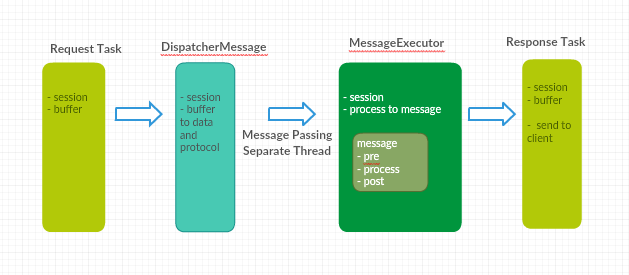 Request Task
- session
- buffer
DispatcherMessage
- session
- buffer
to data
and
protocol
Message Passing
Separate Thread
MessageExecutor
- session
- process to message
message
- pre
- process
- post
Response Task
- session
- buffer
- send to
client